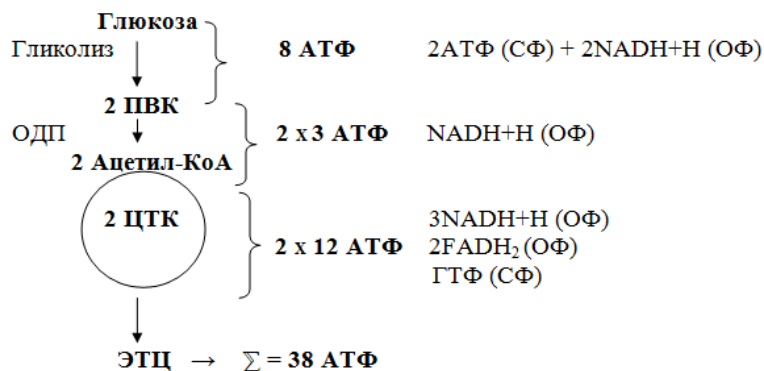 Глюкоза
Гликолиз
8 АТФ 2АТФ (СФ) + 2NADH+H (ОФ)
2 ПВК
ОДП 2 x 3 АТФ NADH+H (ОФ)
2 Ацетил-КоА
2 ЦТК 3NADH+H (ОФ)
2 x 12 АТФ 2FADH₂ (ОФ)
ГТФ (СФ)
ЭТЦ → ∑ = 38 АТФ